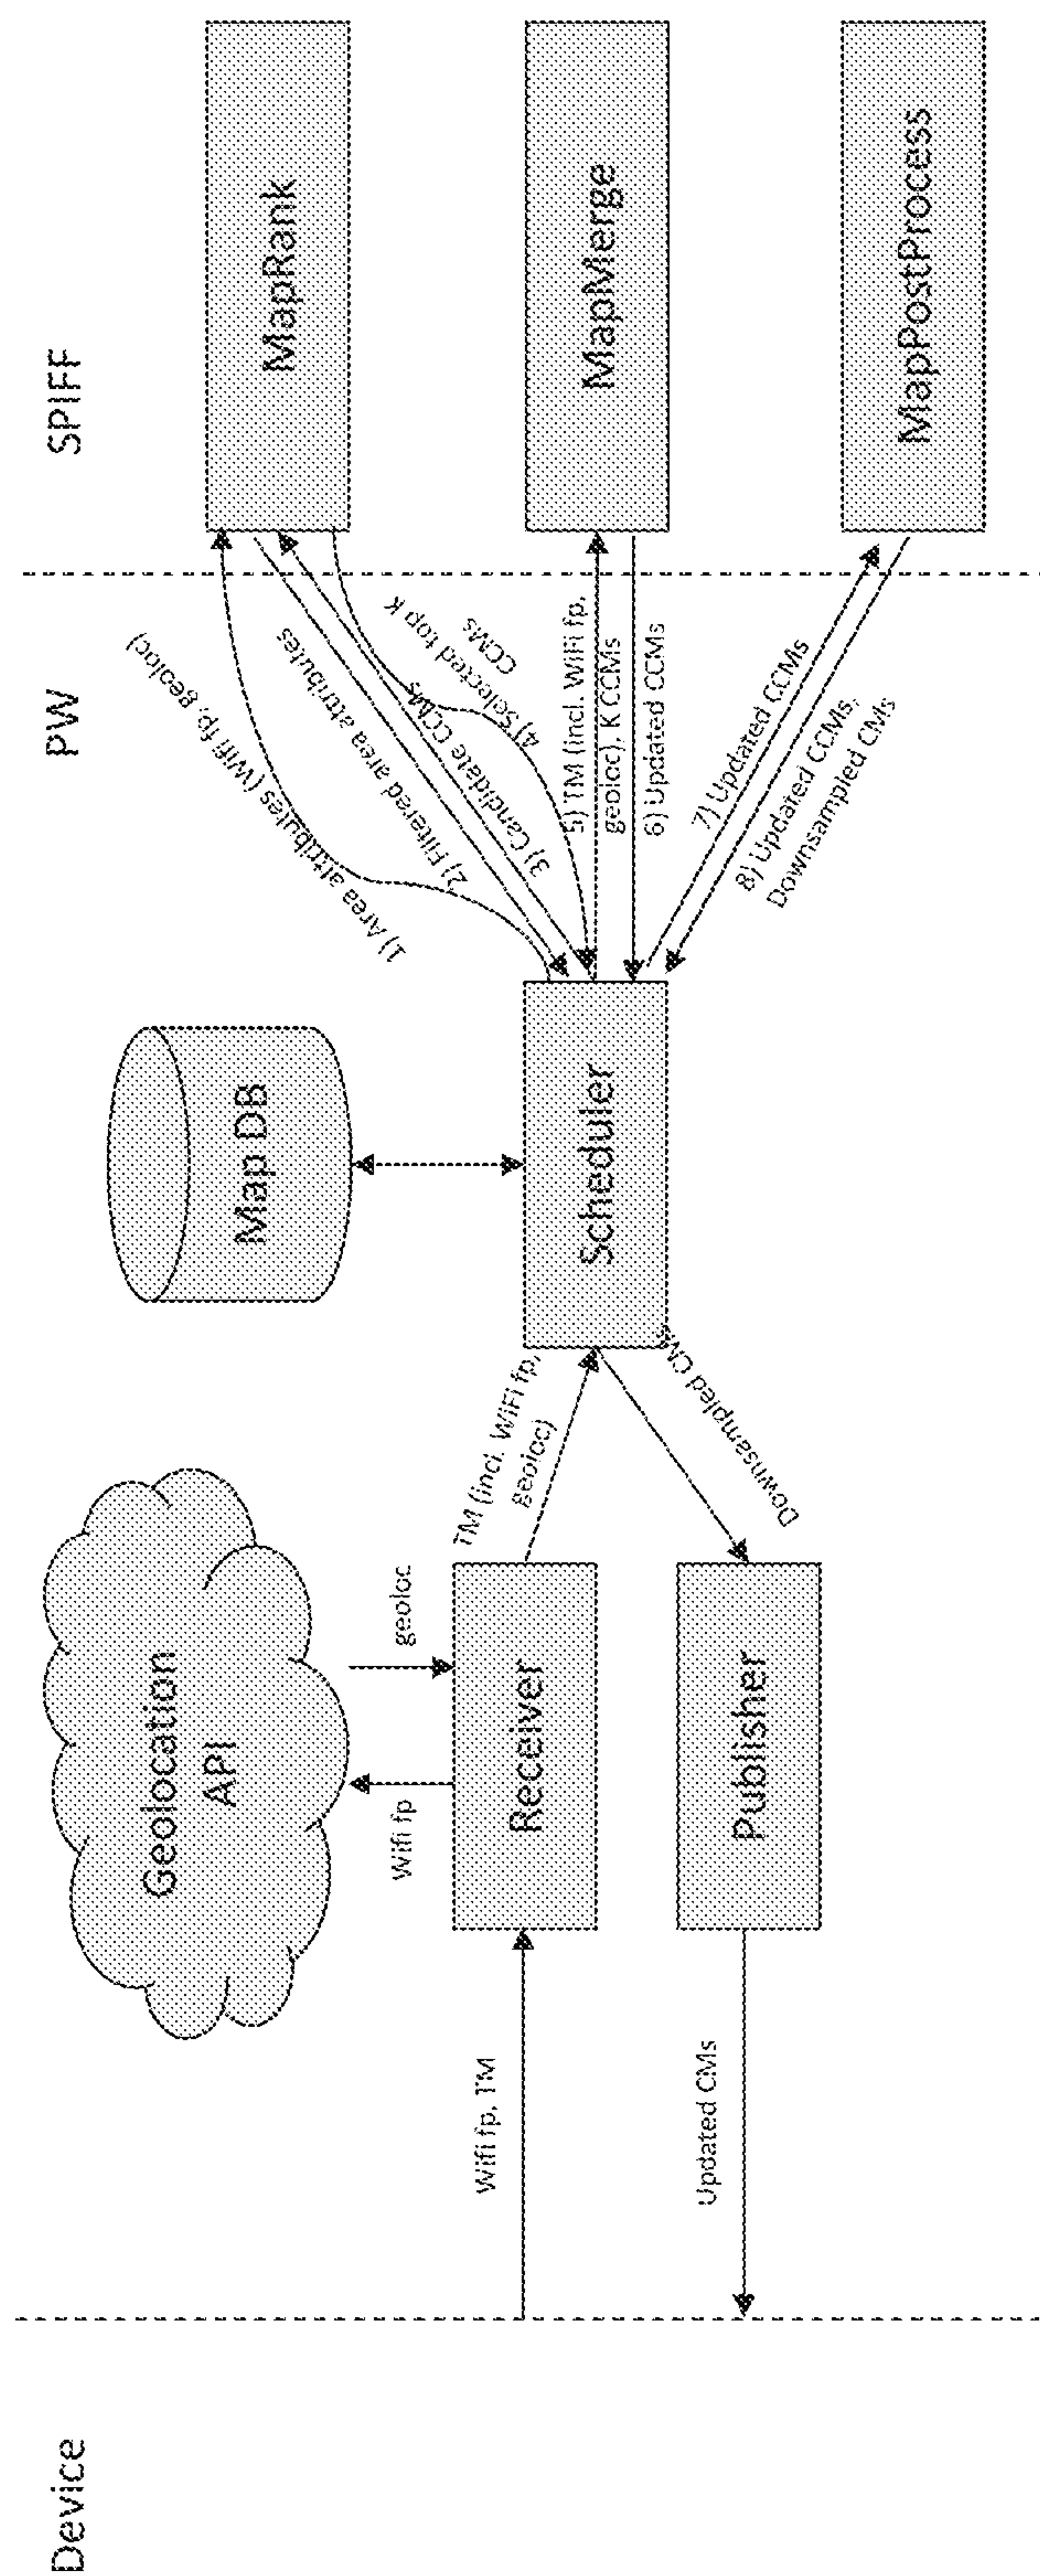 Device
PW
SPIFF
Geolocation
API
Map DB
MapRank
Wifi fp
geoloc
Wifi fp, TM
Receiver
TM (incl. WiFi fp,
geoloc)
Scheduler
1) Area attributes (Wifi fp, geoloc)
2) Filtered area attributes
3) Candidate CCMs
4) Selected top K
CCMs
5) TM (incl. WiFi fp,
geoloc), K CCMs
6) Updated CCMs
MapMerge
Updated CMs
Publisher
Downsampled CMs
7) Updated CCMs
8) Updated CCMs,
Downsampled CMs
MapPostProcess